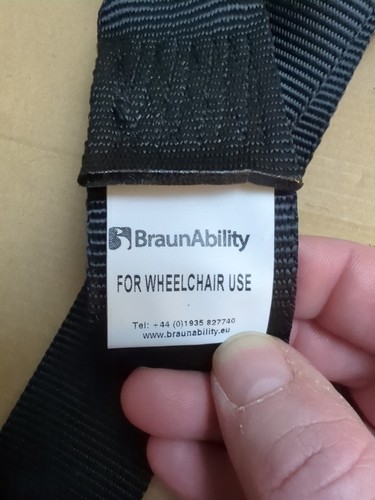 BraunAbility
FOR WHEELCHAIR USE
Tel: +44 (0)1935 827740
www.braunability.eu